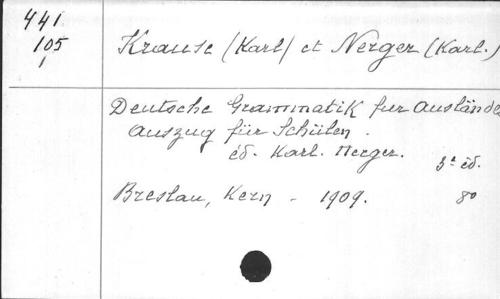 441
105
1
Krause (Karl) et Nerger (Karl.)
Deutsche Grammatik fur Ausländer
Auszug für Schülen.
éd. Karl. Nerger.
3e éd.
Breslau, Kern - 1909.
8o